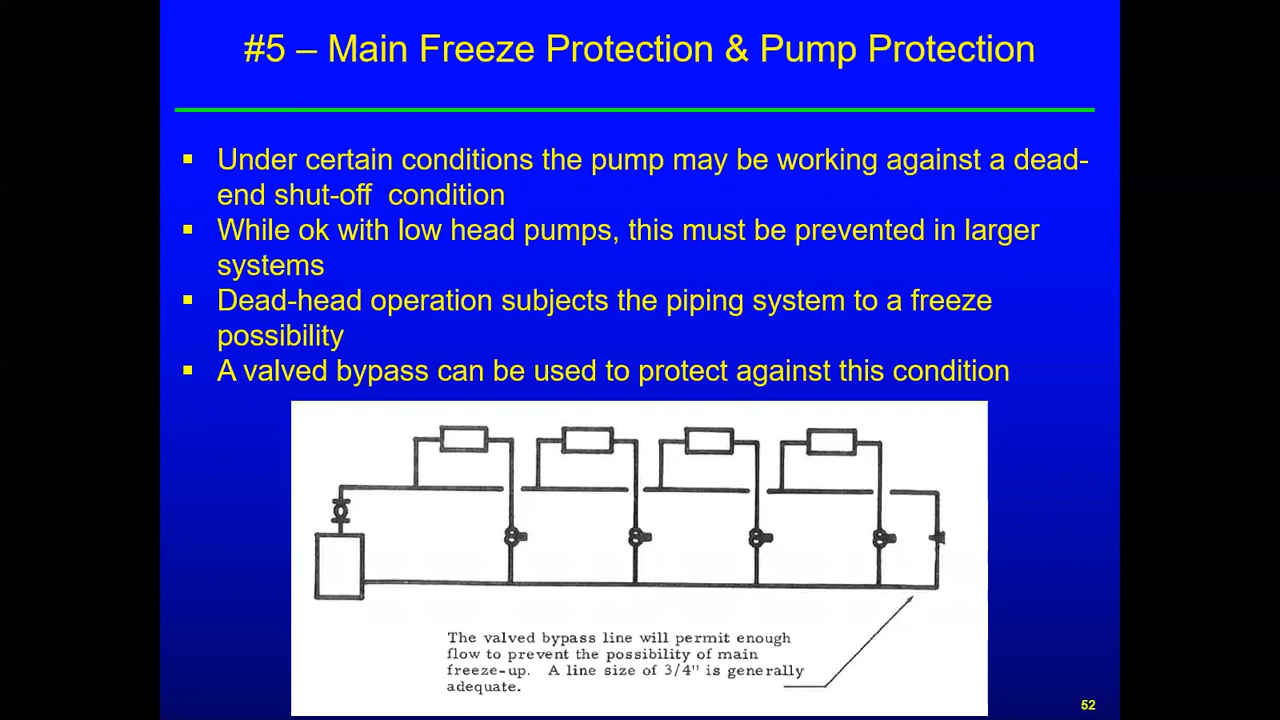 #5 – Main Freeze Protection & Pump Protection
Under certain conditions the pump may be working against a dead-
end shut-off condition
While ok with low head pumps, this must be prevented in larger
systems
Dead-head operation subjects the piping system to a freeze
possibility
A valved bypass can be used to protect against this condition
The valved bypass line will permit enough
flow to prevent the possibility of main
freeze-up. A line size of 3/4" is generally
adequate.
52